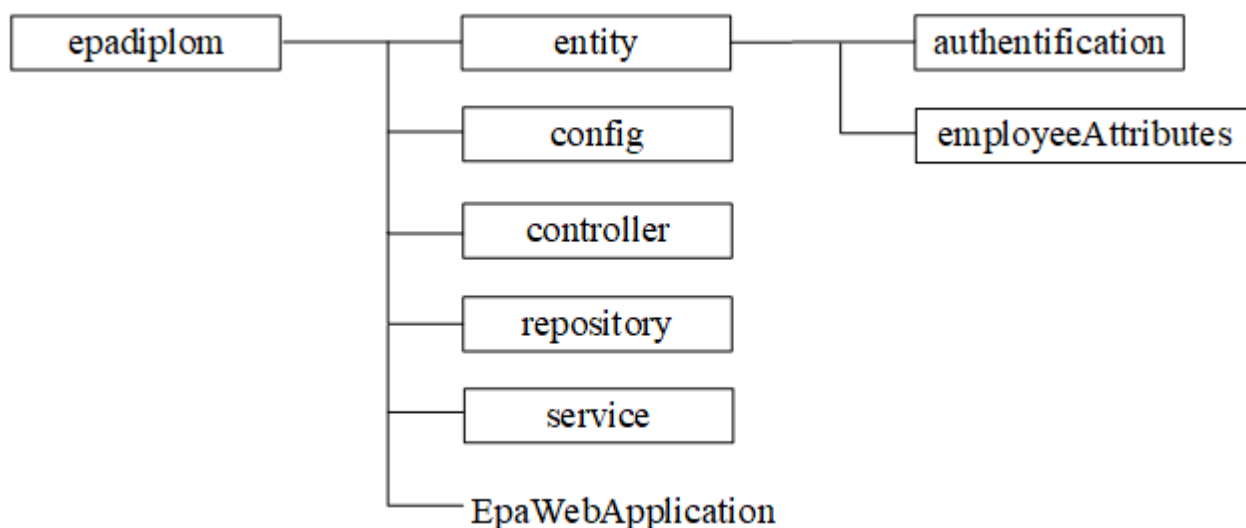 epadiplom
entity
authentification
config
employeeAttributes
controller
repository
service
EpaWebApplication